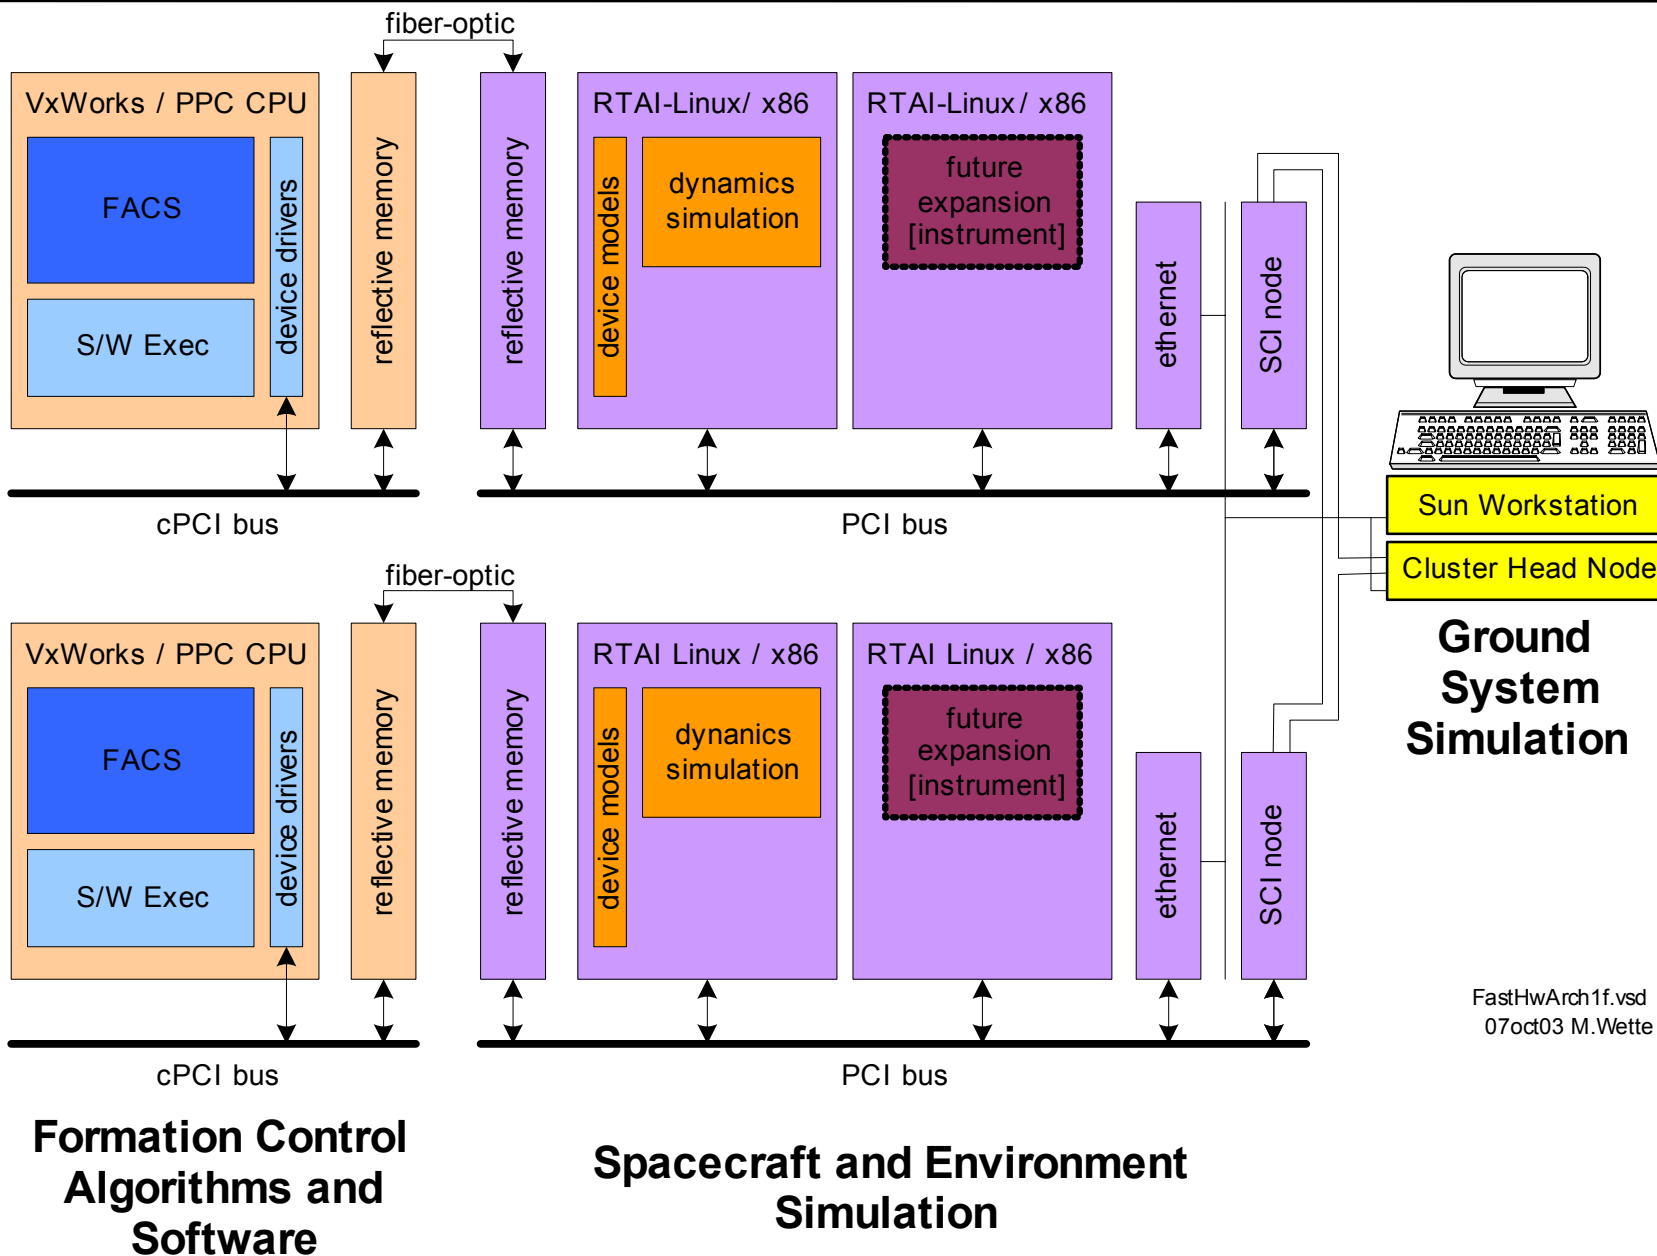 fiber-optic
VxWorks / PPC CPU
FACS
S/W Exec
device drivers
reflective memory
reflective memory
RTAI-Linux/ x86
device models
dynamics
simulation
RTAI-Linux/ x86
future
expansion
[instrument]
ethernet
SCI node
cPCI bus
PCI bus
Sun Workstation
Cluster Head Node
Ground
System
Simulation
fiber-optic
VxWorks / PPC CPU
FACS
S/W Exec
device drivers
reflective memory
reflective memory
RTAI Linux / x86
device models
dynanics
simulation
RTAI Linux / x86
future
expansion
[instrument]
ethernet
SCI node
cPCI bus
PCI bus
FastHwArch1f.vsd
07oct03 M.Wette
Formation Control
Algorithms and
Software
Spacecraft and Environment
Simulation